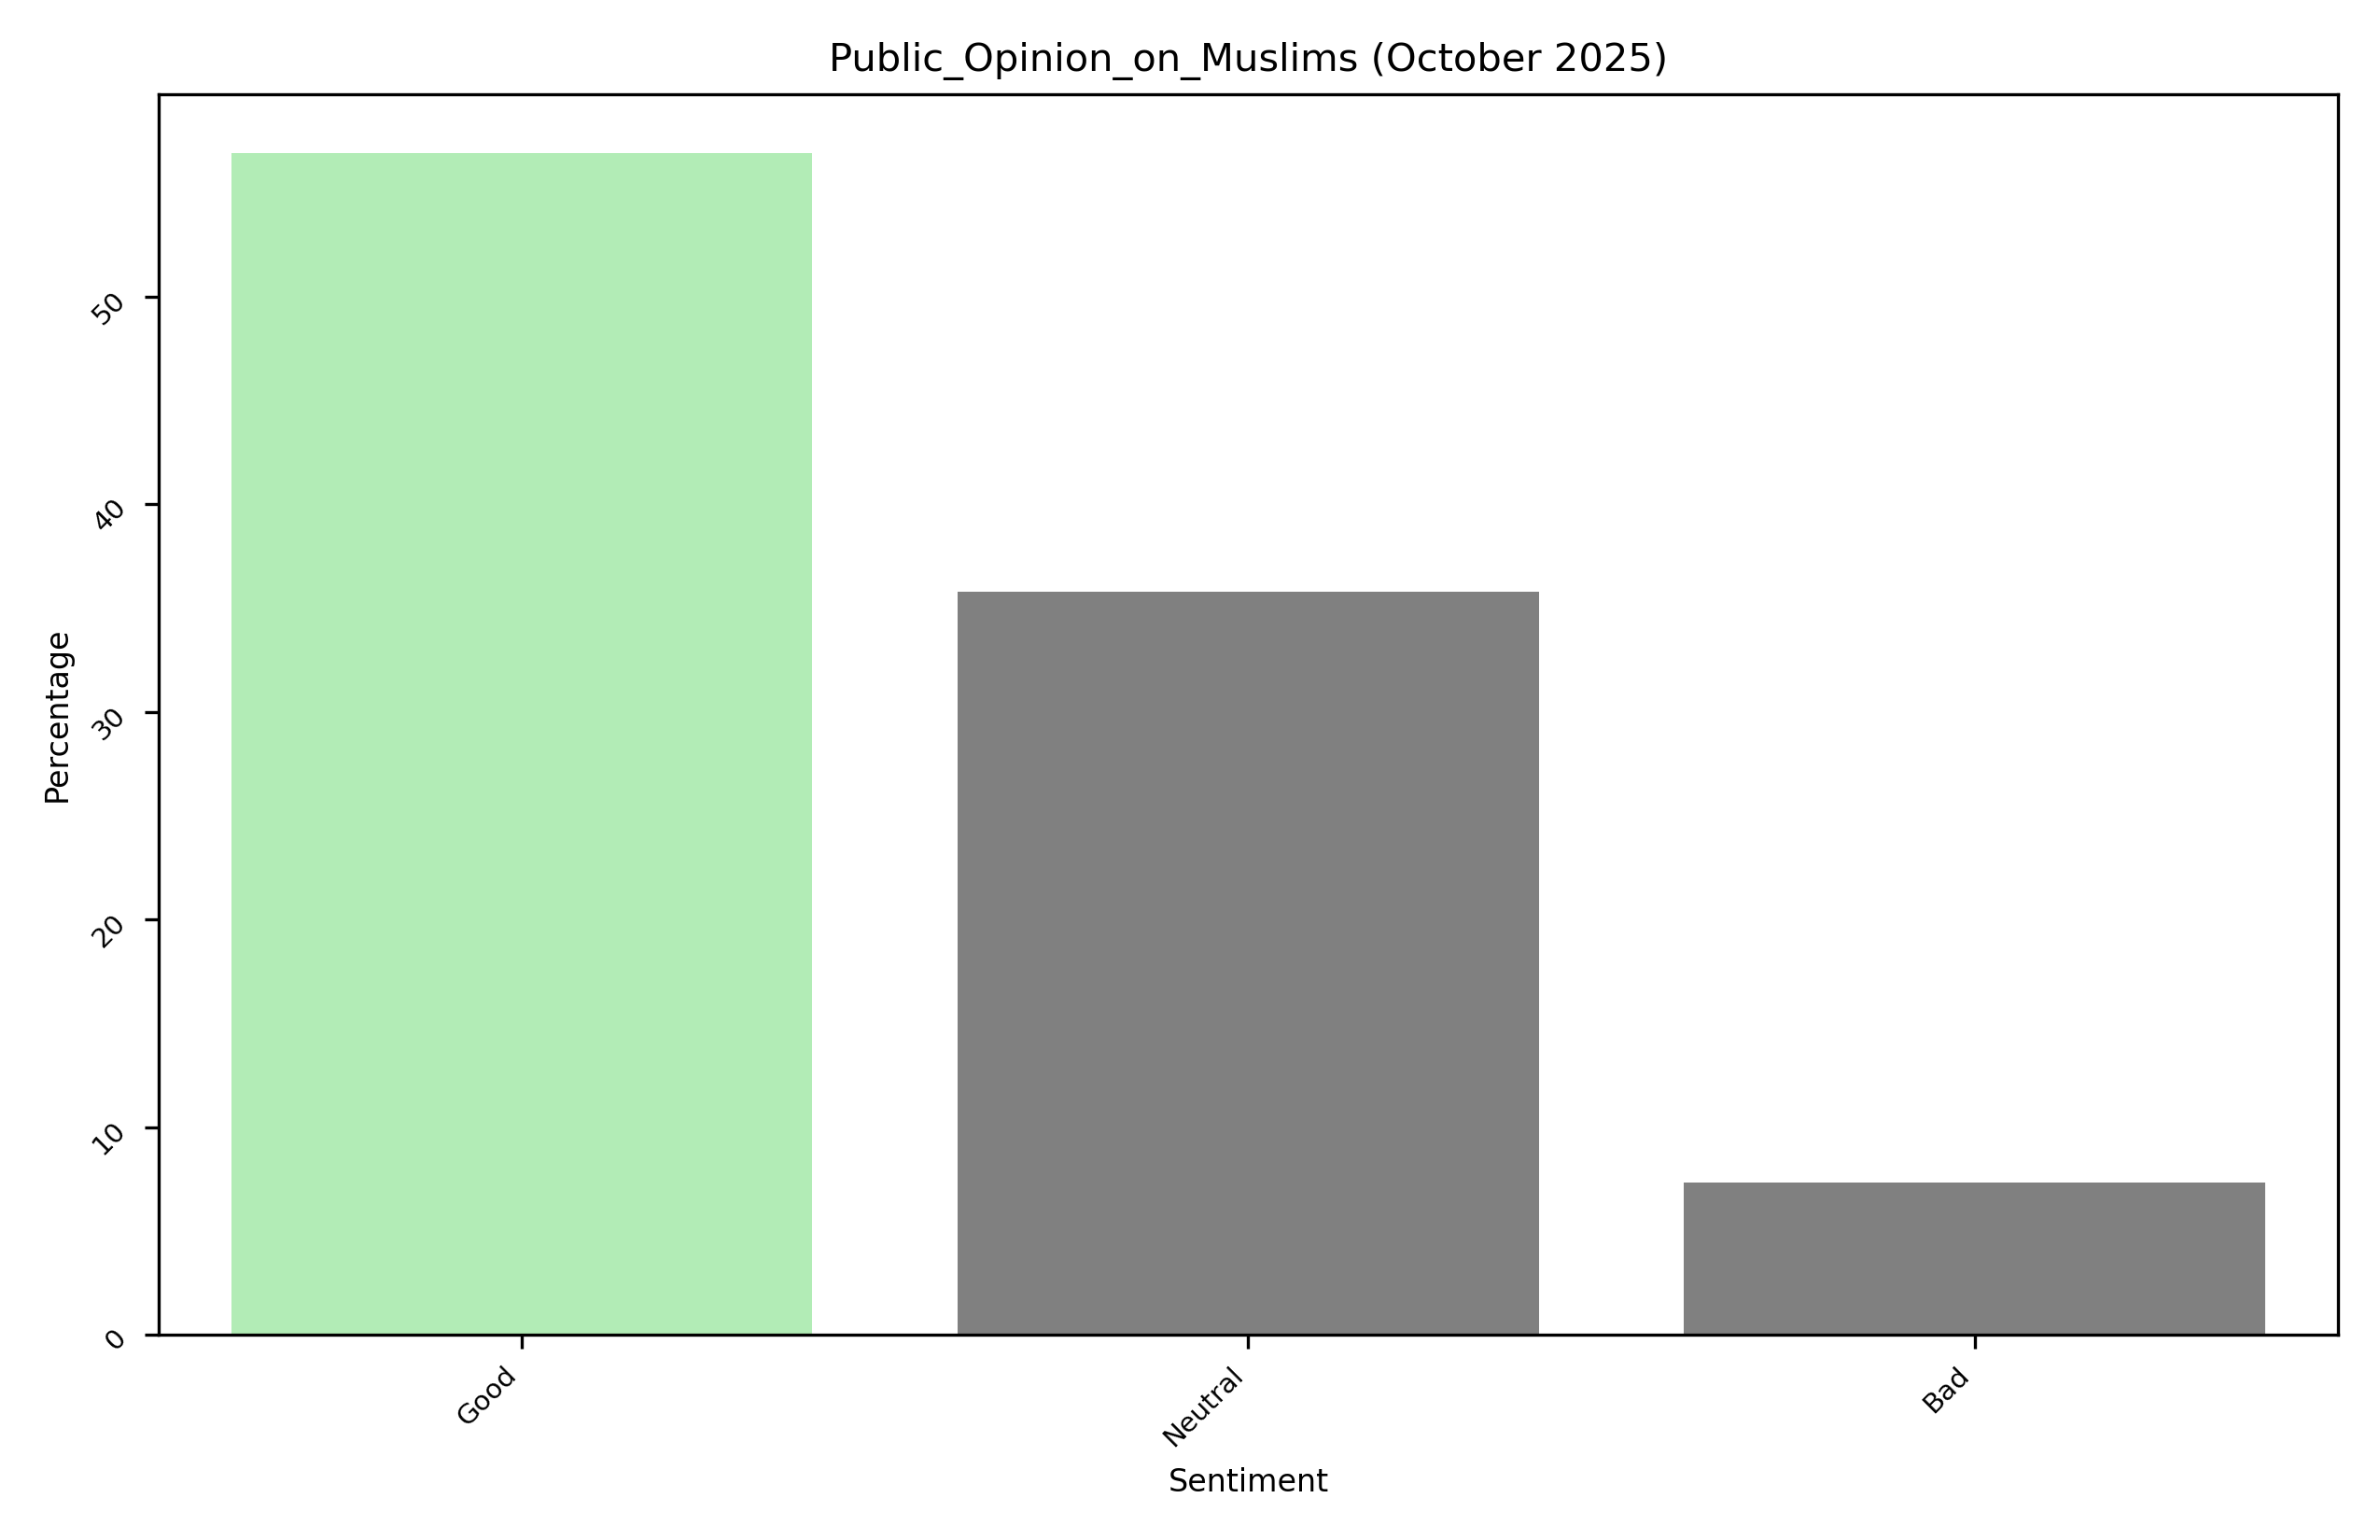 Public_Opinion_on_Muslims (October 2025)
Percentage
50
40
30
20
10
0
Good
Neutral
Bad
Sentiment